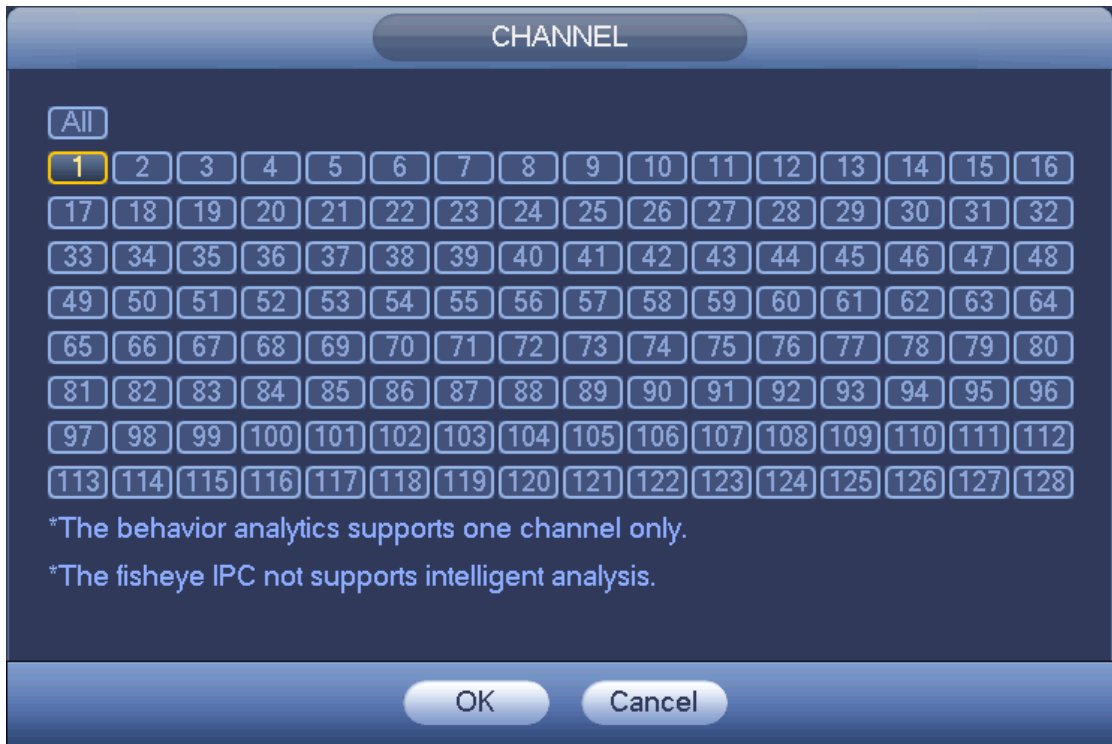 CHANNEL
All
1 2 3 4 5 6 7 8 9 10 11 12 13 14 15 16
17 18 19 20 21 22 23 24 25 26 27 28 29 30 31 32
33 34 35 36 37 38 39 40 41 42 43 44 45 46 47 48
49 50 51 52 53 54 55 56 57 58 59 60 61 62 63 64
65 66 67 68 69 70 71 72 73 74 75 76 77 78 79 80
81 82 83 84 85 86 87 88 89 90 91 92 93 94 95 96
97 98 99 100 101 102 103 104 105 106 107 108 109 110 111 112
113 114 115 116 117 118 119 120 121 122 123 124 125 126 127 128
*The behavior analytics supports one channel only.
*The fisheye IPC not supports intelligent analysis.
OK Cancel